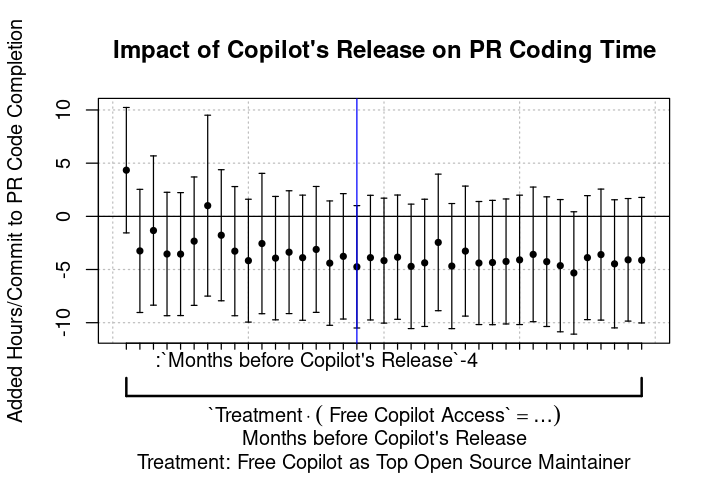 Impact of Copilot's Release on PR Coding Time
Added Hours/Commit to PR Code Completion
10
5
0
-5
-10
:`Months before Copilot's Release`-4
`Treatment · ( Free Copilot Access` = …)
Months before Copilot's Release
Treatment: Free Copilot as Top Open Source Maintainer